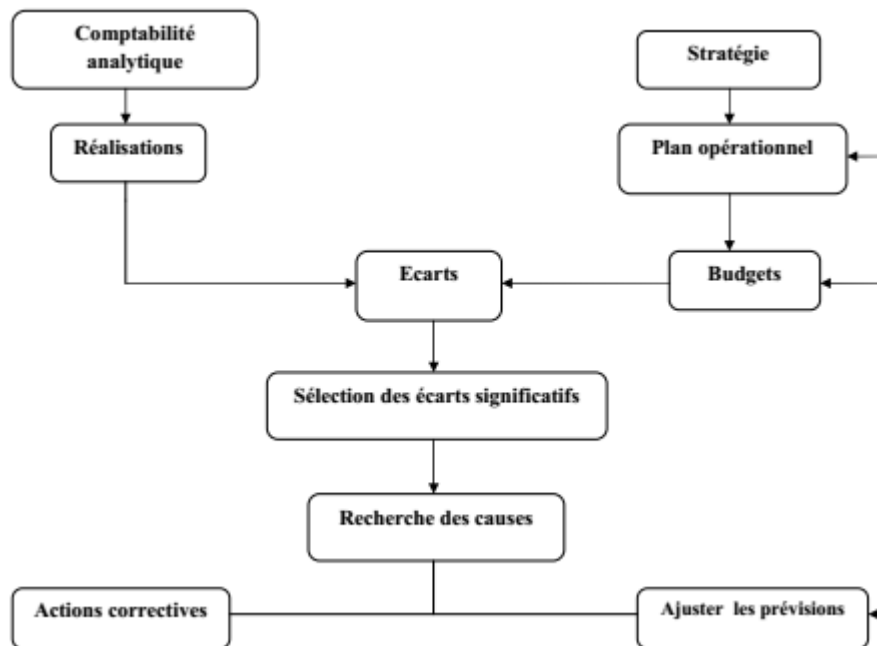 Comptabilité
analytique
Stratégie
Réalisations
Plan opérationnel
Ecarts
Budgets
Sélection des écarts significatifs
Recherche des causes
Actions correctives
Ajuster les prévisions